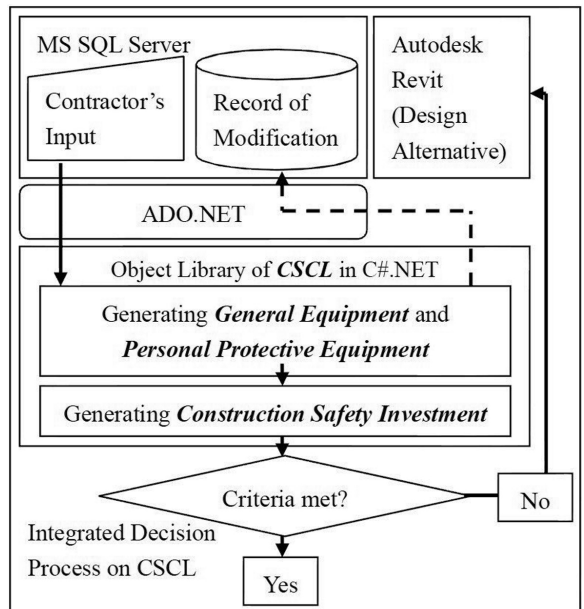 MS SQL Server
Contractor's
Input
Record of
Modification
Autodesk
Revit
(Design
Alternative)
ADO.NET
Object Library of CSCL in C#.NET
Generating General Equipment and
Personal Protective Equipment
Generating Construction Safety Investment
Criteria met?
No
Integrated Decision
Process on CSCL
Yes